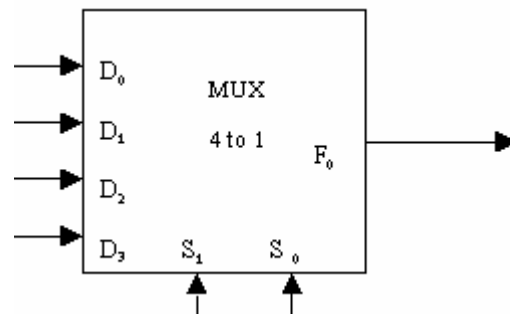 D₀
MUX
D₁
4 to 1
F₀
D₂
D₃ S₁ S₀